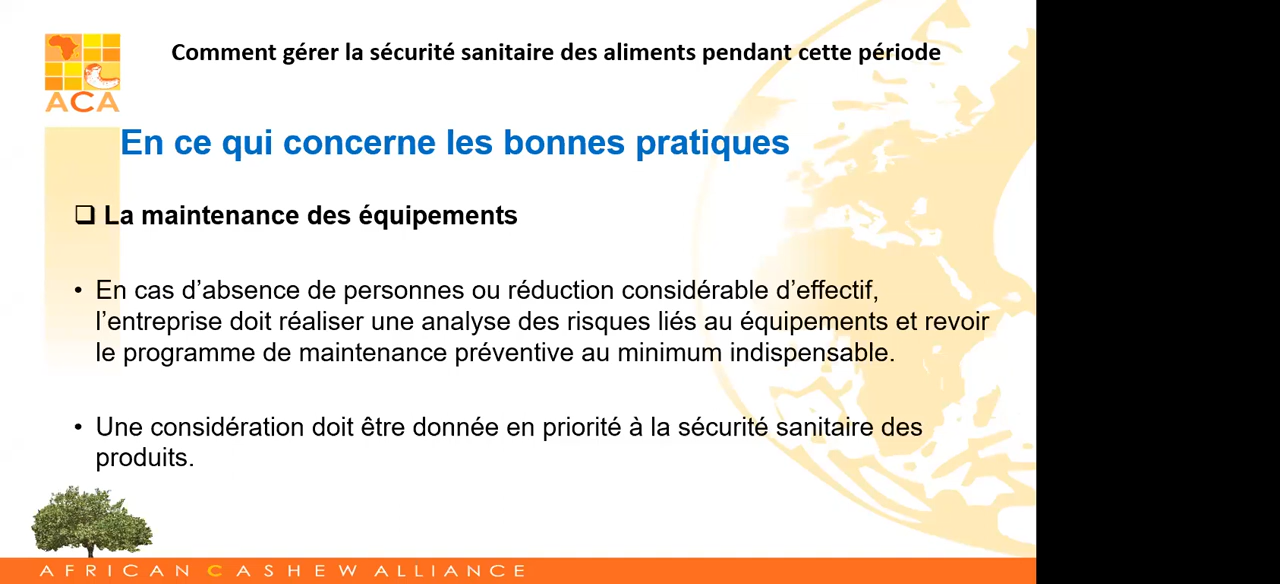 Comment gérer la sécurité sanitaire des aliments pendant cette période
ACA
En ce qui concerne les bonnes pratiques
❑ La maintenance des équipements
• En cas d’absence de personnes ou réduction considérable d’effectif,
l’entreprise doit réaliser une analyse des risques liés au équipements et revoir
le programme de maintenance préventive au minimum indispensable.
• Une considération doit être donnée en priorité à la sécurité sanitaire des
produits.
AFRICAN CASHEW ALLIANCE